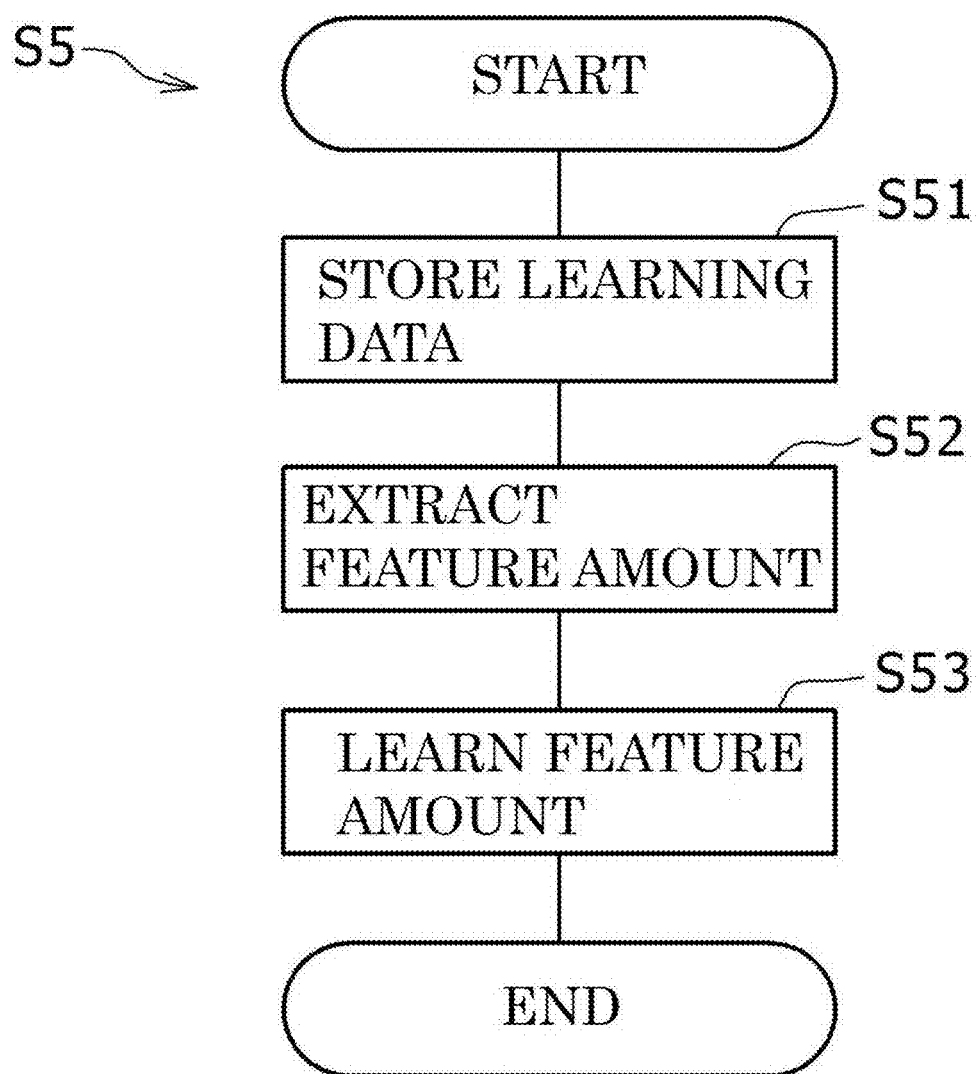 S5
START
S51
STORE LEARNING
DATA
S52
EXTRACT
FEATURE AMOUNT
S53
LEARN FEATURE
AMOUNT
END